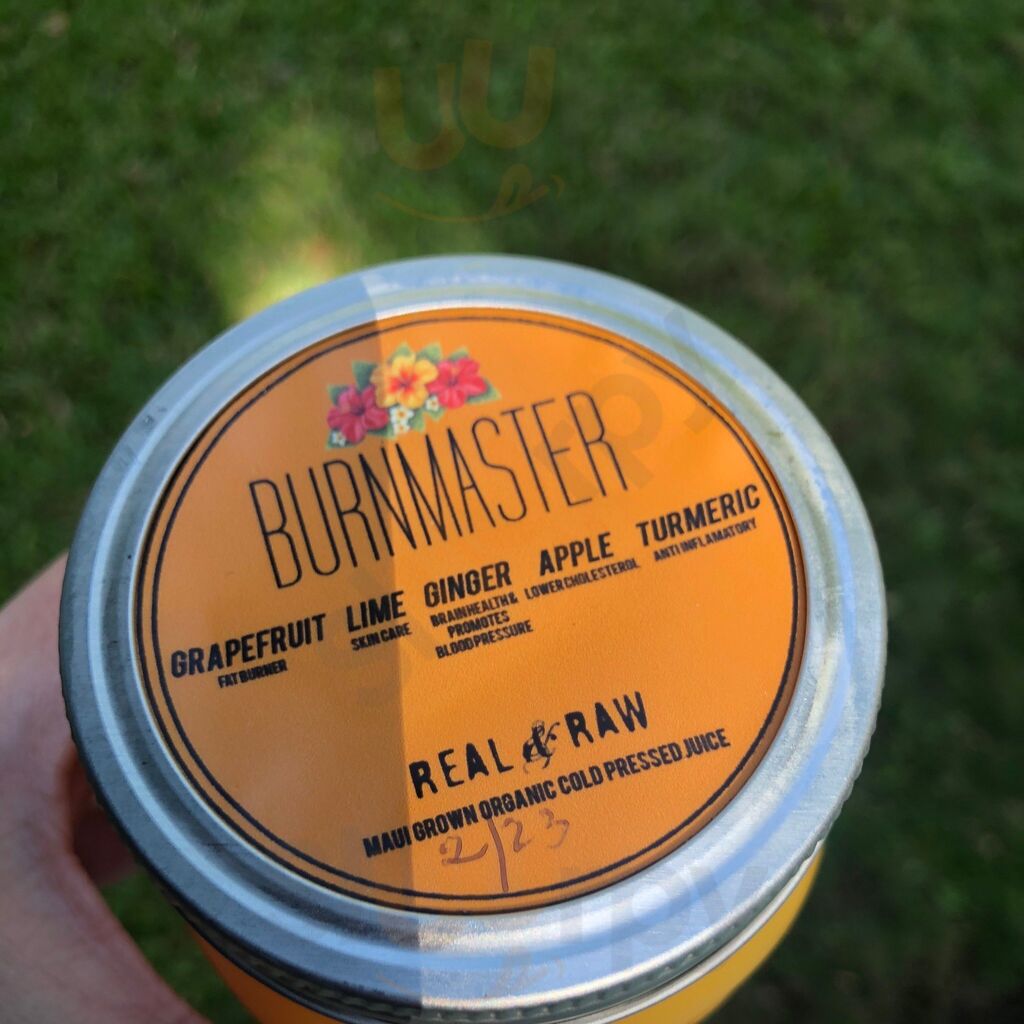 BURNMASTER
GRAPEFRUIT LIME GINGER APPLE TURMERIC
FAT BURNER SKIN CARE BRAIN HEALTH & LOWER CHOLESTEROL ANTI INFLAMATORY
PROMOTES
BLOOD PRESSURE
REAL & RAW
MAUI GROWN ORGANIC COLD PRESSED JUICE
2/23